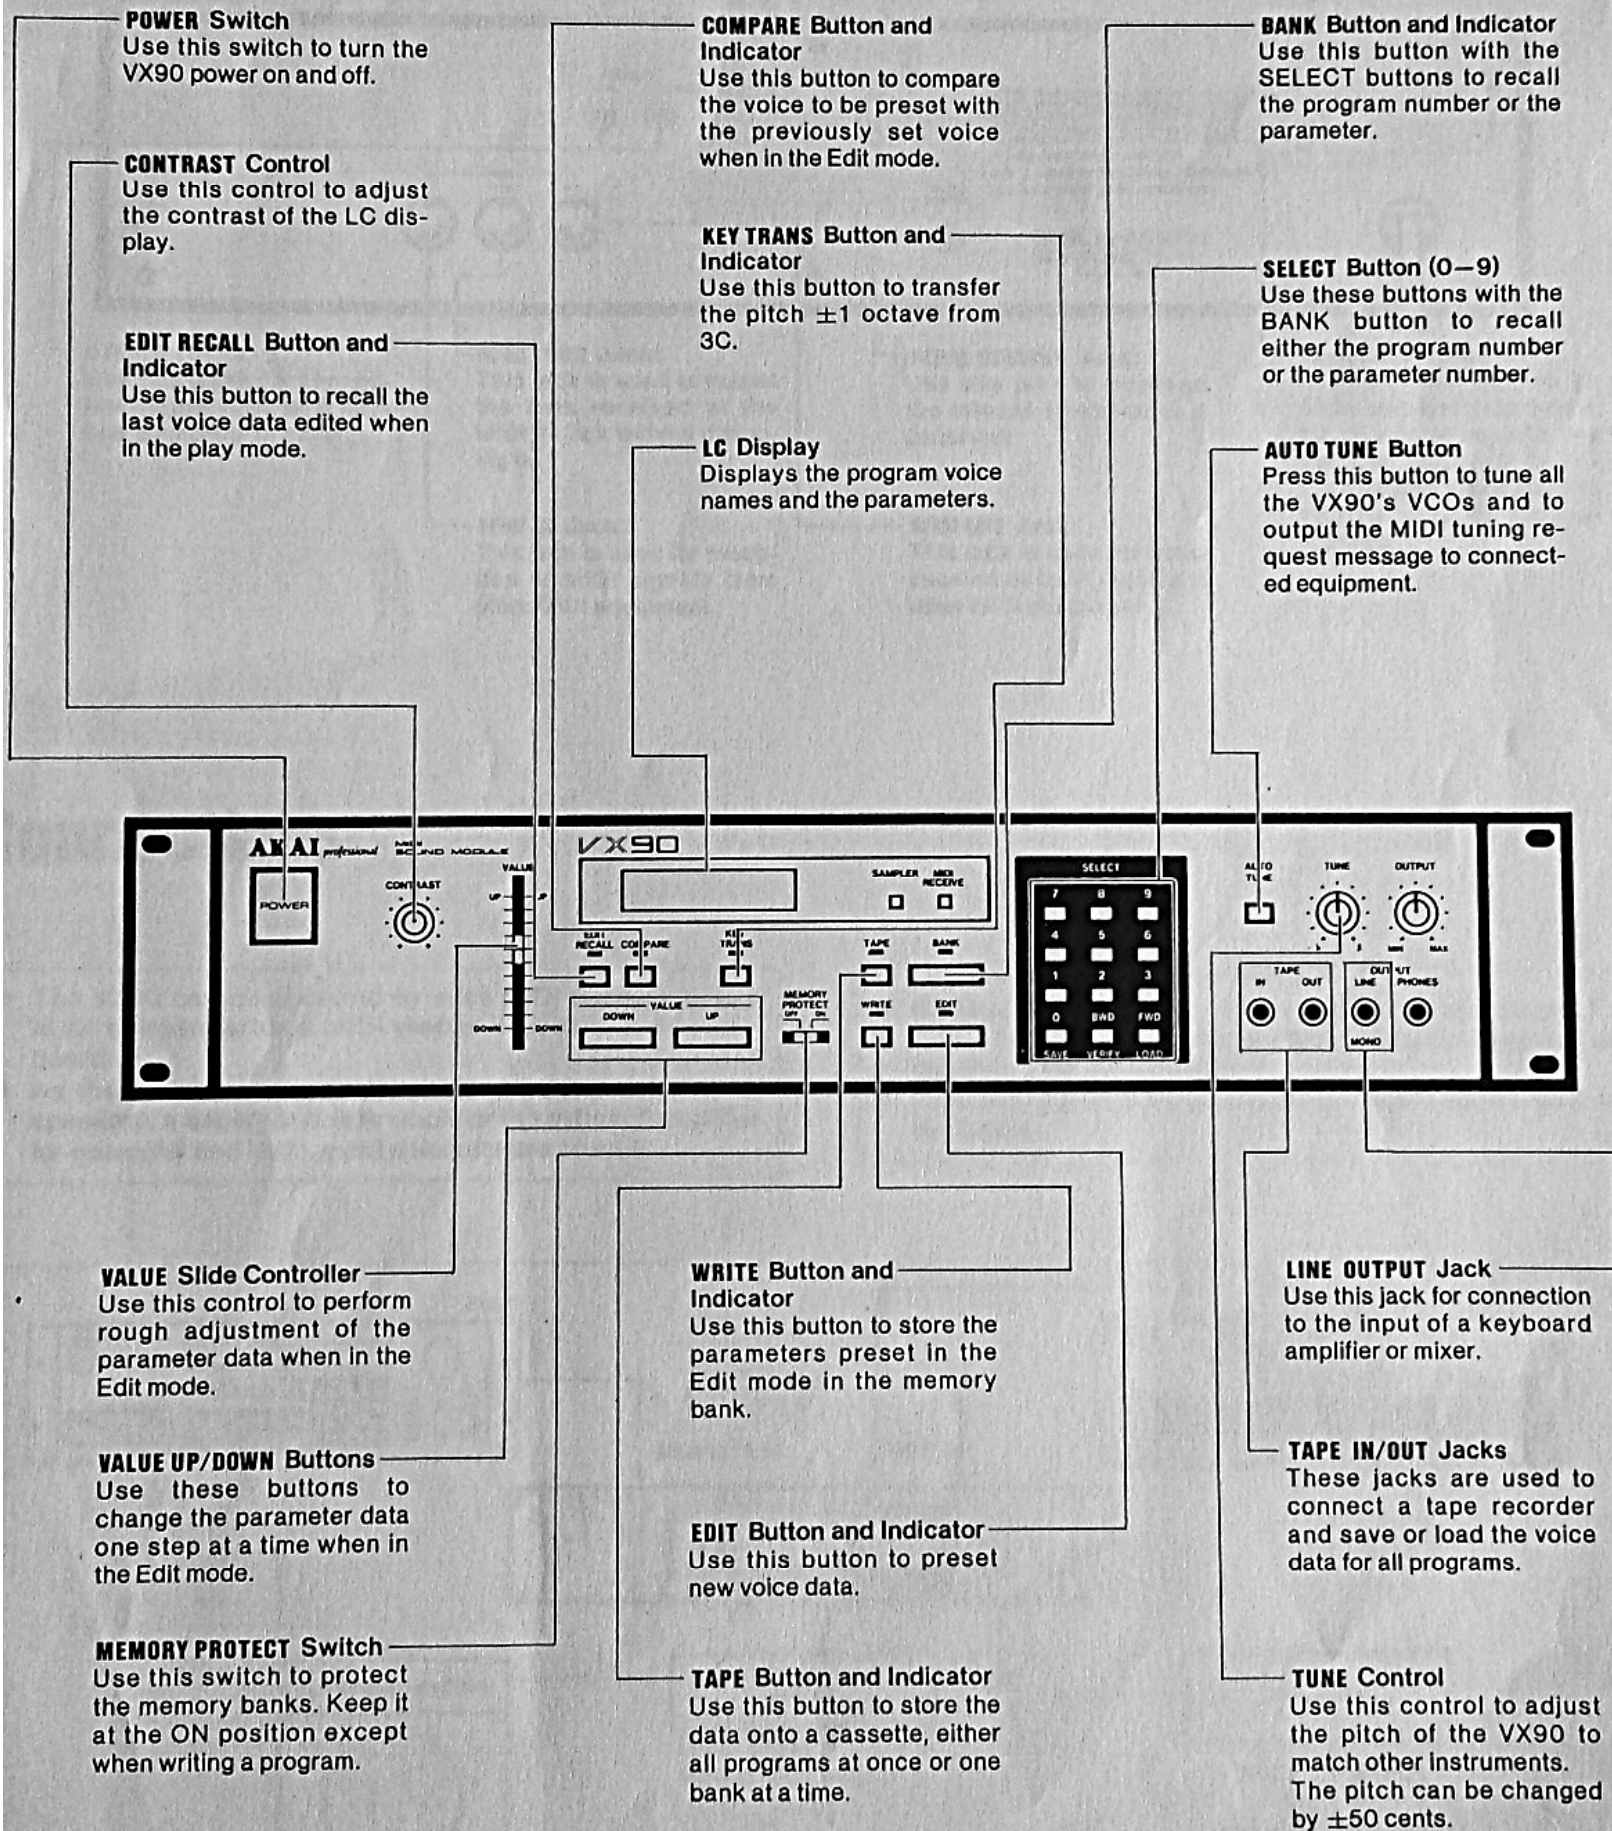 POWER Switch
Use this switch to turn the
VX90 power on and off.
CONTRAST Control
Use this control to adjust
the contrast of the LC dis-
play.
EDIT RECALL Button and
Indicator
Use this button to recall the
last voice data edited when
in the play mode.
COMPARE Button and
Indicator
Use this button to compare
the voice to be preset with
the previously set voice
when in the Edit mode.
KEY TRANS Button and
Indicator
Use this button to transfer
the pitch ±1 octave from
3C.
LC Display
Displays the program voice
names and the parameters.
BANK Button and Indicator
Use this button with the
SELECT buttons to recall
the program number or the
parameter.
SELECT Button (0—9)
Use these buttons with the
BANK button to recall
either the program number
or the parameter number.
AUTO TUNE Button
Press this button to tune all
the VX90's VCOs and to
output the MIDI tuning re-
quest message to connect-
ed equipment.
AKAI professional
MIDI
SOUND MODULE
POWER
CONTRAST
VALUE
UP UP
DOWN DOWN
VX90
SAMPLER
MIDI
RECEIVE
EDIT
RECALL
COMPARE
KEY
TRANS
TAPE
BANK
VALUE
DOWN UP
MEMORY
PROTECT
OFF ON
WRITE
EDIT
SELECT
7 8 9
4 5 6
1 2 3
0 BWD FWD
SAVE VERIFY LOAD
AUTO
TUNE
TUNE
OUTPUT
MIN MAX
TAPE
IN OUT
OUTPUT
LINE PHONES
MONO
VALUE Slide Controller
Use this control to perform
rough adjustment of the
parameter data when in the
Edit mode.
VALUE UP/DOWN Buttons
Use these buttons to
change the parameter data
one step at a time when in
the Edit mode.
MEMORY PROTECT Switch
Use this switch to protect
the memory banks. Keep it
at the ON position except
when writing a program.
WRITE Button and
Indicator
Use this button to store the
parameters preset in the
Edit mode in the memory
bank.
EDIT Button and Indicator
Use this button to preset
new voice data.
TAPE Button and Indicator
Use this button to store the
data onto a cassette, either
all programs at once or one
bank at a time.
LINE OUTPUT Jack
Use this jack for connection
to the input of a keyboard
amplifier or mixer.
TAPE IN/OUT Jacks
These jacks are used to
connect a tape recorder
and save or load the voice
data for all programs.
TUNE Control
Use this control to adjust
the pitch of the VX90 to
match other instruments.
The pitch can be changed
by ±50 cents.